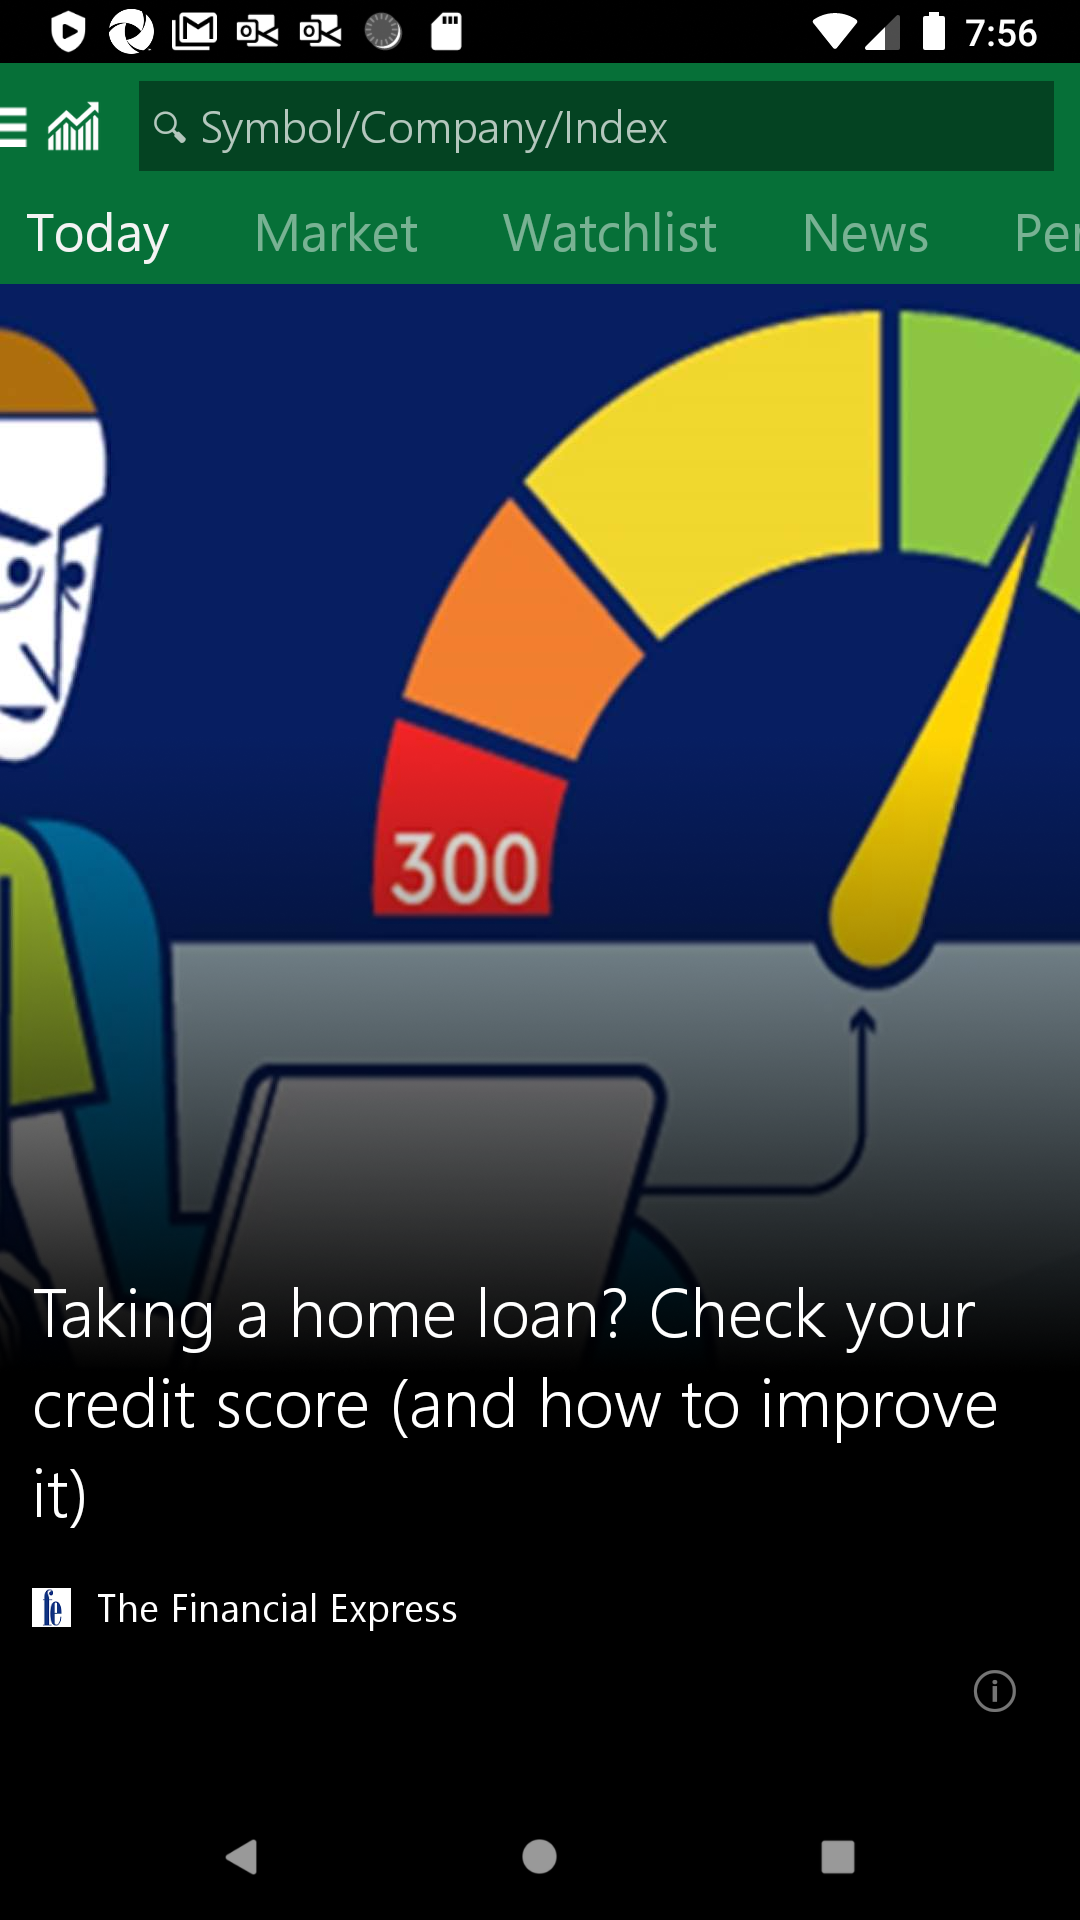 7:56
Symbol/Company/Index
Today Market Watchlist News Per
300
Taking a home loan? Check your
credit score (and how to improve
it)
fe The Financial Express